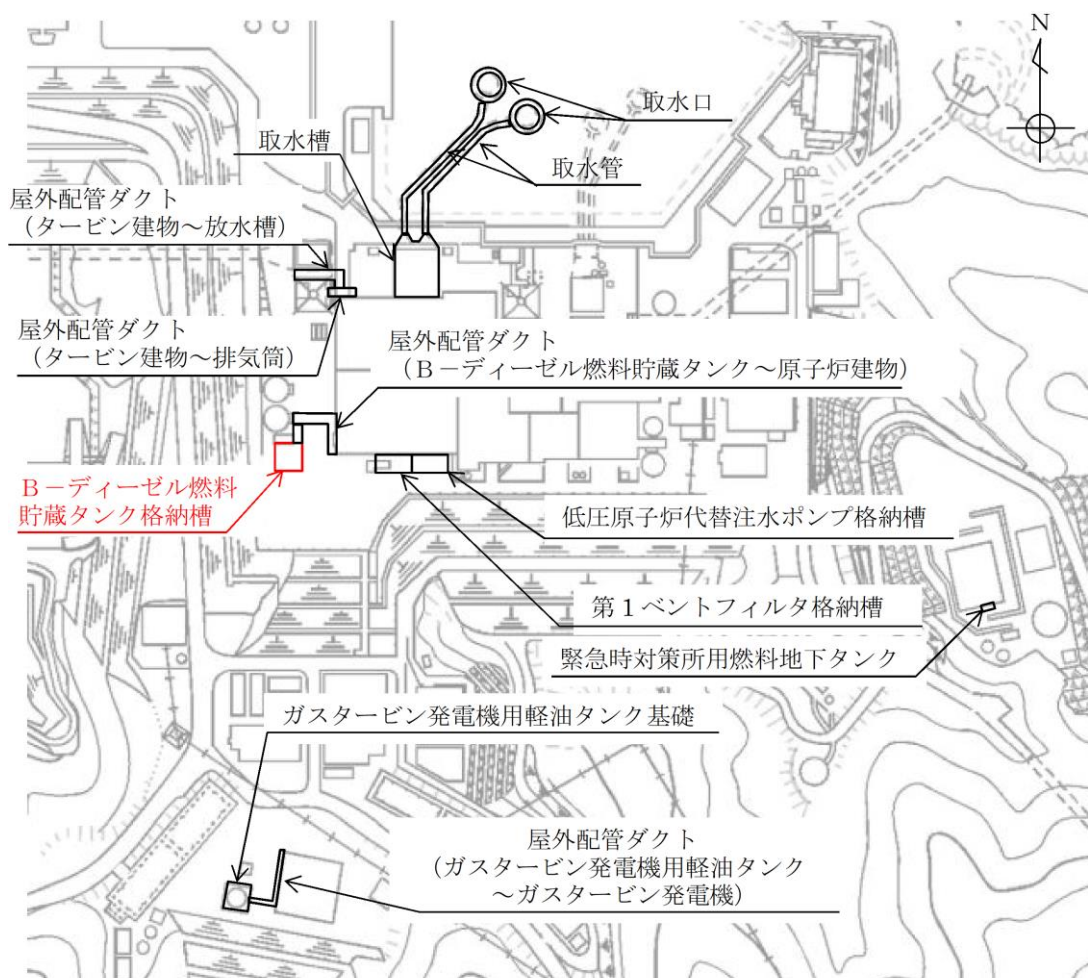 N
取水口
取水槽
取水管
屋外配管ダクト
（タービン建物～放水槽）
屋外配管ダクト
（タービン建物～排気筒）
屋外配管ダクト
（Ｂ－ディーゼル燃料貯蔵タンク～原子炉建物）
Ｂ－ディーゼル燃料
貯蔵タンク格納槽
低圧原子炉代替注水ポンプ格納槽
第１ベントフィルタ格納槽
緊急時対策所用燃料地下タンク
ガスタービン発電機用軽油タンク基礎
屋外配管ダクト
（ガスタービン発電機用軽油タンク
～ガスタービン発電機）